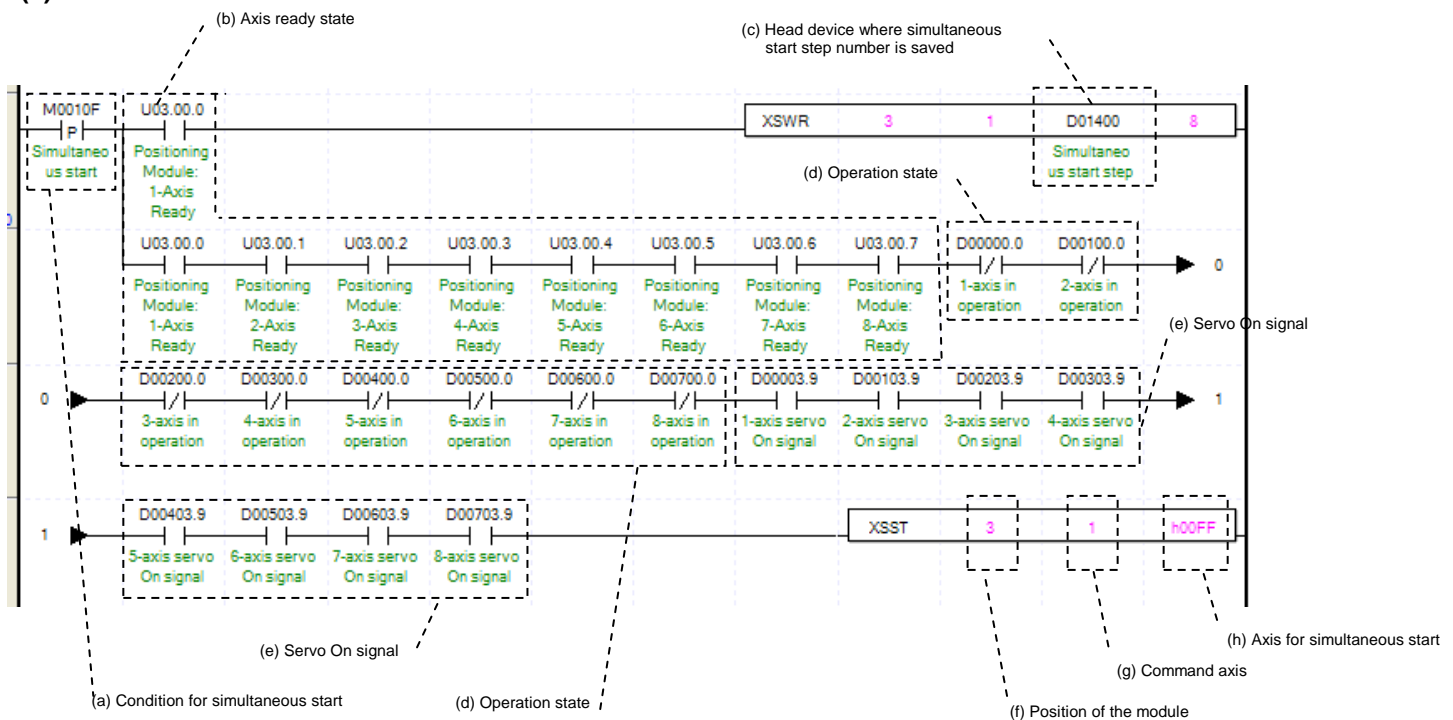 (b) Axis ready state
(c) Head device where simultaneous
start step number is saved
M0010F
U03.00.0
P
XSWR 3 1 D01400 8
Simultaneo
us start
Positioning
Module:
1-Axis
Ready
Simultaneo
us start step
(d) Operation state
U03.00.0 U03.00.1 U03.00.2 U03.00.3 U03.00.4 U03.00.5 U03.00.6 U03.00.7 D00000.0 D00100.0
0
Positioning Positioning Positioning Positioning Positioning Positioning Positioning Positioning 1-axis in 2-axis in
Module: Module: Module: Module: Module: Module: Module: Module: operation operation
1-Axis 2-Axis 3-Axis 4-Axis 5-Axis 6-Axis 7-Axis 8-Axis
Ready Ready Ready Ready Ready Ready Ready Ready
(e) Servo On signal
D00200.0 D00300.0 D00400.0 D00500.0 D00600.0 D00700.0 D00003.9 D00103.9 D00203.9 D00303.9
0 1
3-axis in 4-axis in 5-axis in 6-axis in 7-axis in 8-axis in 1-axis servo 2-axis servo 3-axis servo 4-axis servo
operation operation operation operation operation operation On signal On signal On signal On signal
D00403.9 D00503.9 D00603.9 D00703.9
1
XSST 3 1 h00FF
5-axis servo 6-axis servo 7-axis servo 8-axis servo
On signal On signal On signal On signal
(e) Servo On signal
(h) Axis for simultaneous start
(g) Command axis
(a) Condition for simultaneous start
(d) Operation state
(f) Position of the module